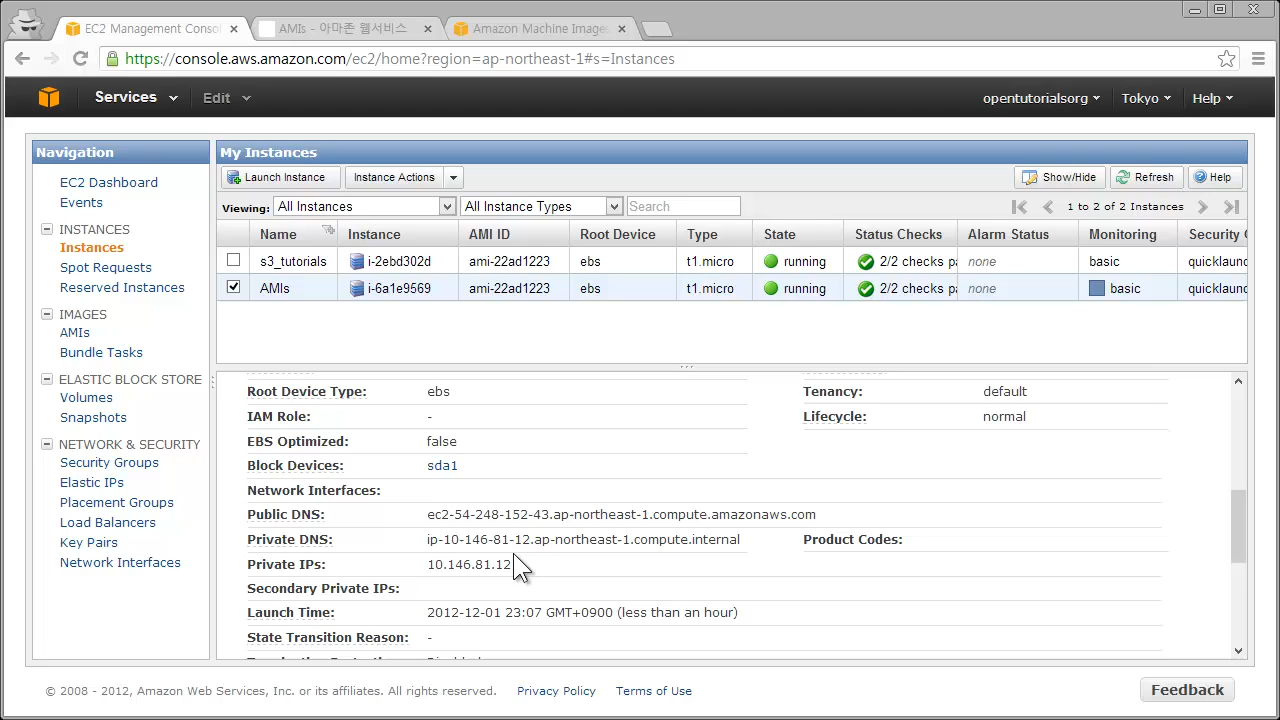 EC2 Management Consol
AMIs - 아마존 웹서비스
Amazon Machine Image
https://console.aws.amazon.com/ec2/home?region=ap-northeast-1#s=Instances
Services
Edit
opentutorialsorg
Tokyo
Help
Navigation
EC2 Dashboard
Events
INSTANCES
Instances
Spot Requests
Reserved Instances
IMAGES
AMIs
Bundle Tasks
ELASTIC BLOCK STORE
Volumes
Snapshots
NETWORK & SECURITY
Security Groups
Elastic IPs
Placement Groups
Load Balancers
Key Pairs
Network Interfaces
My Instances
Launch Instance
Instance Actions
Show/Hide
Refresh
Help
Viewing: All Instances All Instance Types Search
1 to 2 of 2 Instances
Name Instance AMI ID Root Device Type State Status Checks Alarm Status Monitoring Security
s3_tutorials i-2ebd302d ami-22ad1223 ebs t1.micro running 2/2 checks pa none basic quicklaunc
AMIs i-6a1e9569 ami-22ad1223 ebs t1.micro running 2/2 checks pa none basic quicklaunc
Root Device Type: ebs Tenancy: default
IAM Role: - Lifecycle: normal
EBS Optimized: false
Block Devices: sda1
Network Interfaces:
Public DNS: ec2-54-248-152-43.ap-northeast-1.compute.amazonaws.com
Private DNS: ip-10-146-81-12.ap-northeast-1.compute.internal Product Codes:
Private IPs: 10.146.81.12
Secondary Private IPs:
Launch Time: 2012-12-01 23:07 GMT+0900 (less than an hour)
State Transition Reason: -
© 2008 - 2012, Amazon Web Services, Inc. or its affiliates. All rights reserved. Privacy Policy Terms of Use
Feedback